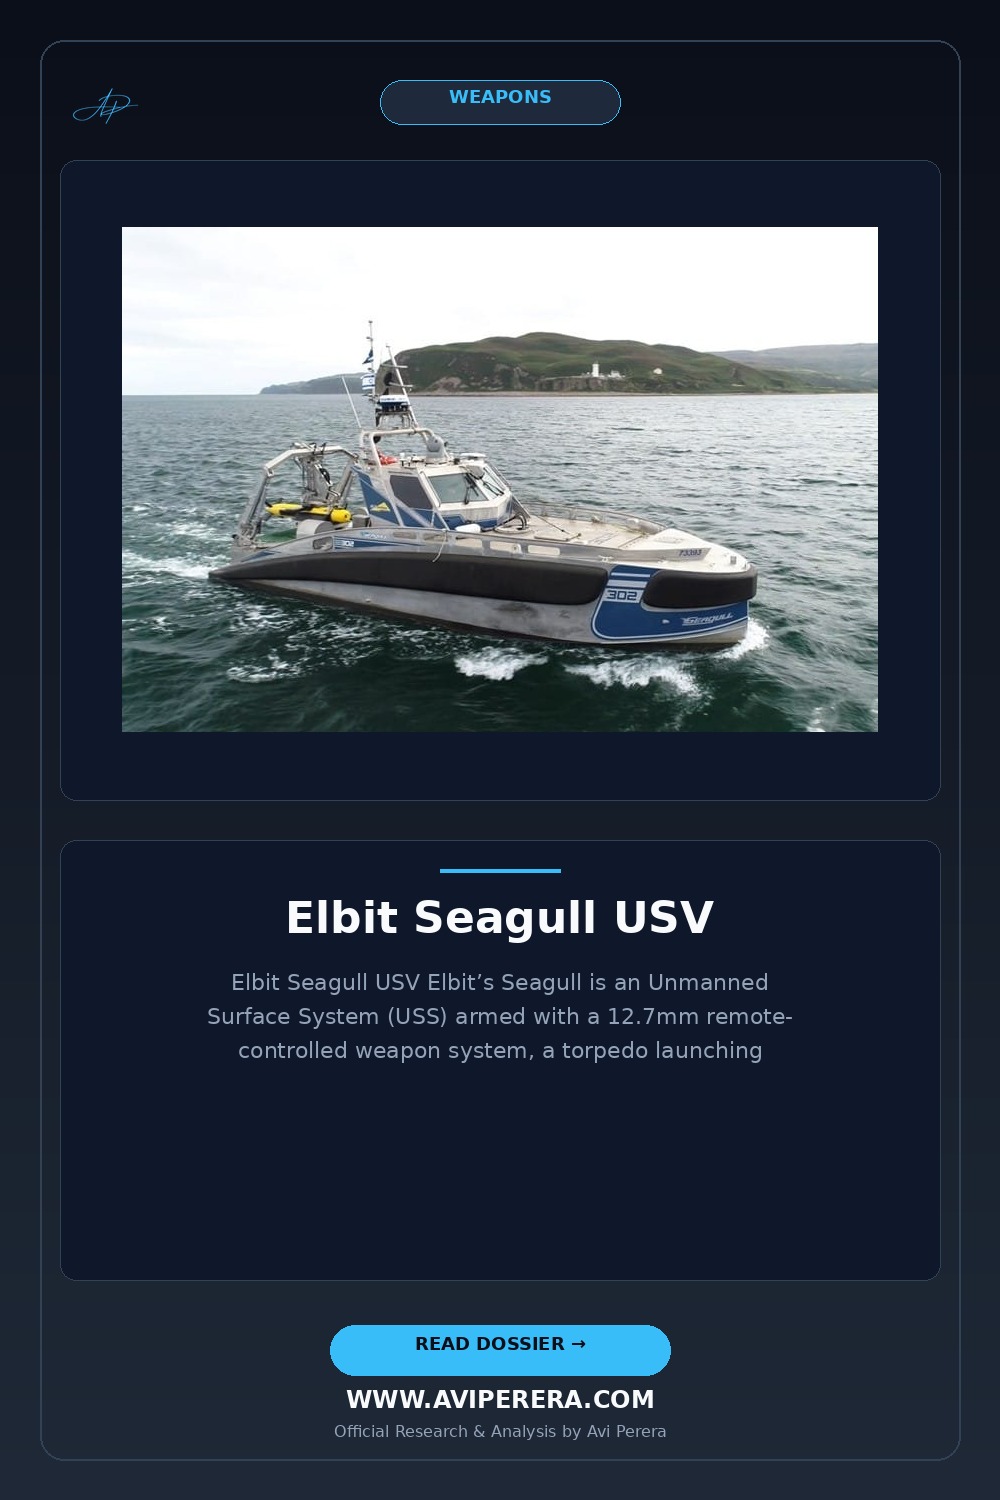 WEAPONS
302
73393
302
SEAGULL
Elbit Seagull USV
Elbit Seagull USV Elbit’s Seagull is an Unmanned
Surface System (USS) armed with a 12.7mm remote-
controlled weapon system, a torpedo launching
READ DOSSIER →
WWW.AVIPERERA.COM
Official Research & Analysis by Avi Perera